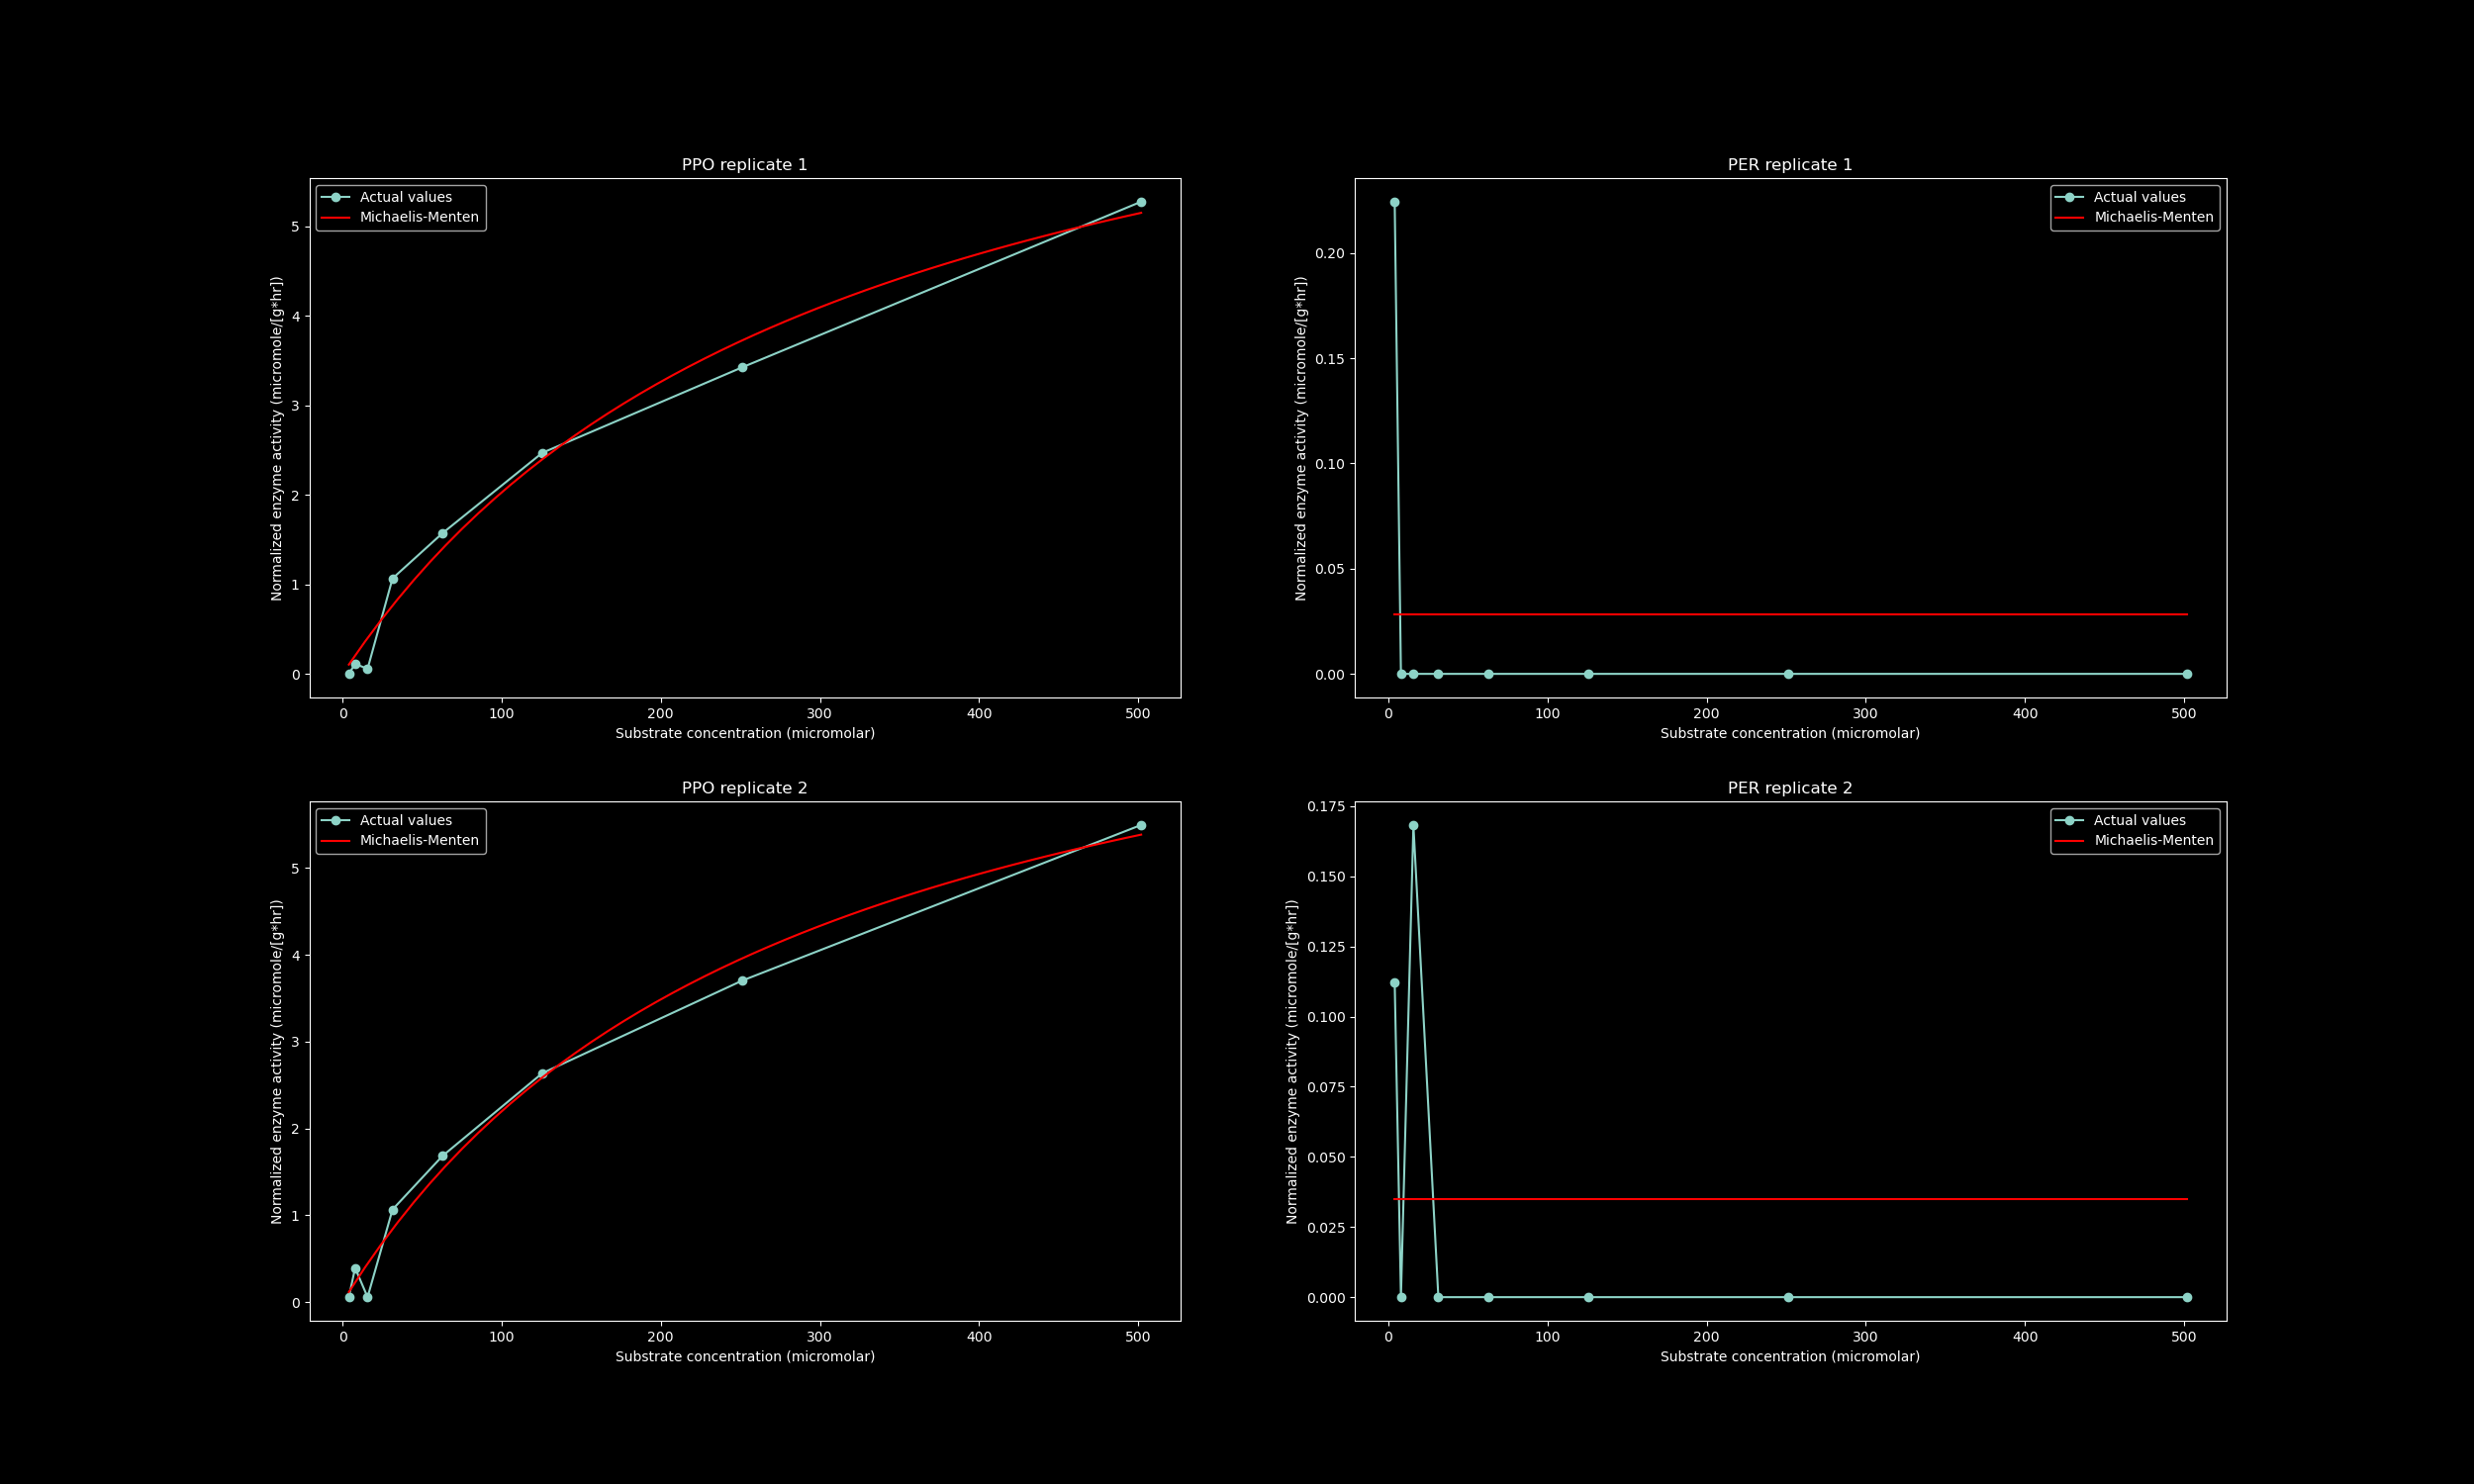 PPO replicate 1
Actual values
Michaelis-Menten
Normalized enzyme activity (micromole/[g*hr])
5
4
3
2
1
0
0 100 200 300 400 500
Substrate concentration (micromolar)
PER replicate 1
Actual values
Michaelis-Menten
Normalized enzyme activity (micromole/[g*hr])
0.20
0.15
0.10
0.05
0.00
0 100 200 300 400 500
Substrate concentration (micromolar)
PPO replicate 2
Actual values
Michaelis-Menten
Normalized enzyme activity (micromole/[g*hr])
5
4
3
2
1
0
0 100 200 300 400 500
Substrate concentration (micromolar)
PER replicate 2
Actual values
Michaelis-Menten
Normalized enzyme activity (micromole/[g*hr])
0.175
0.150
0.125
0.100
0.075
0.050
0.025
0.000
0 100 200 300 400 500
Substrate concentration (micromolar)